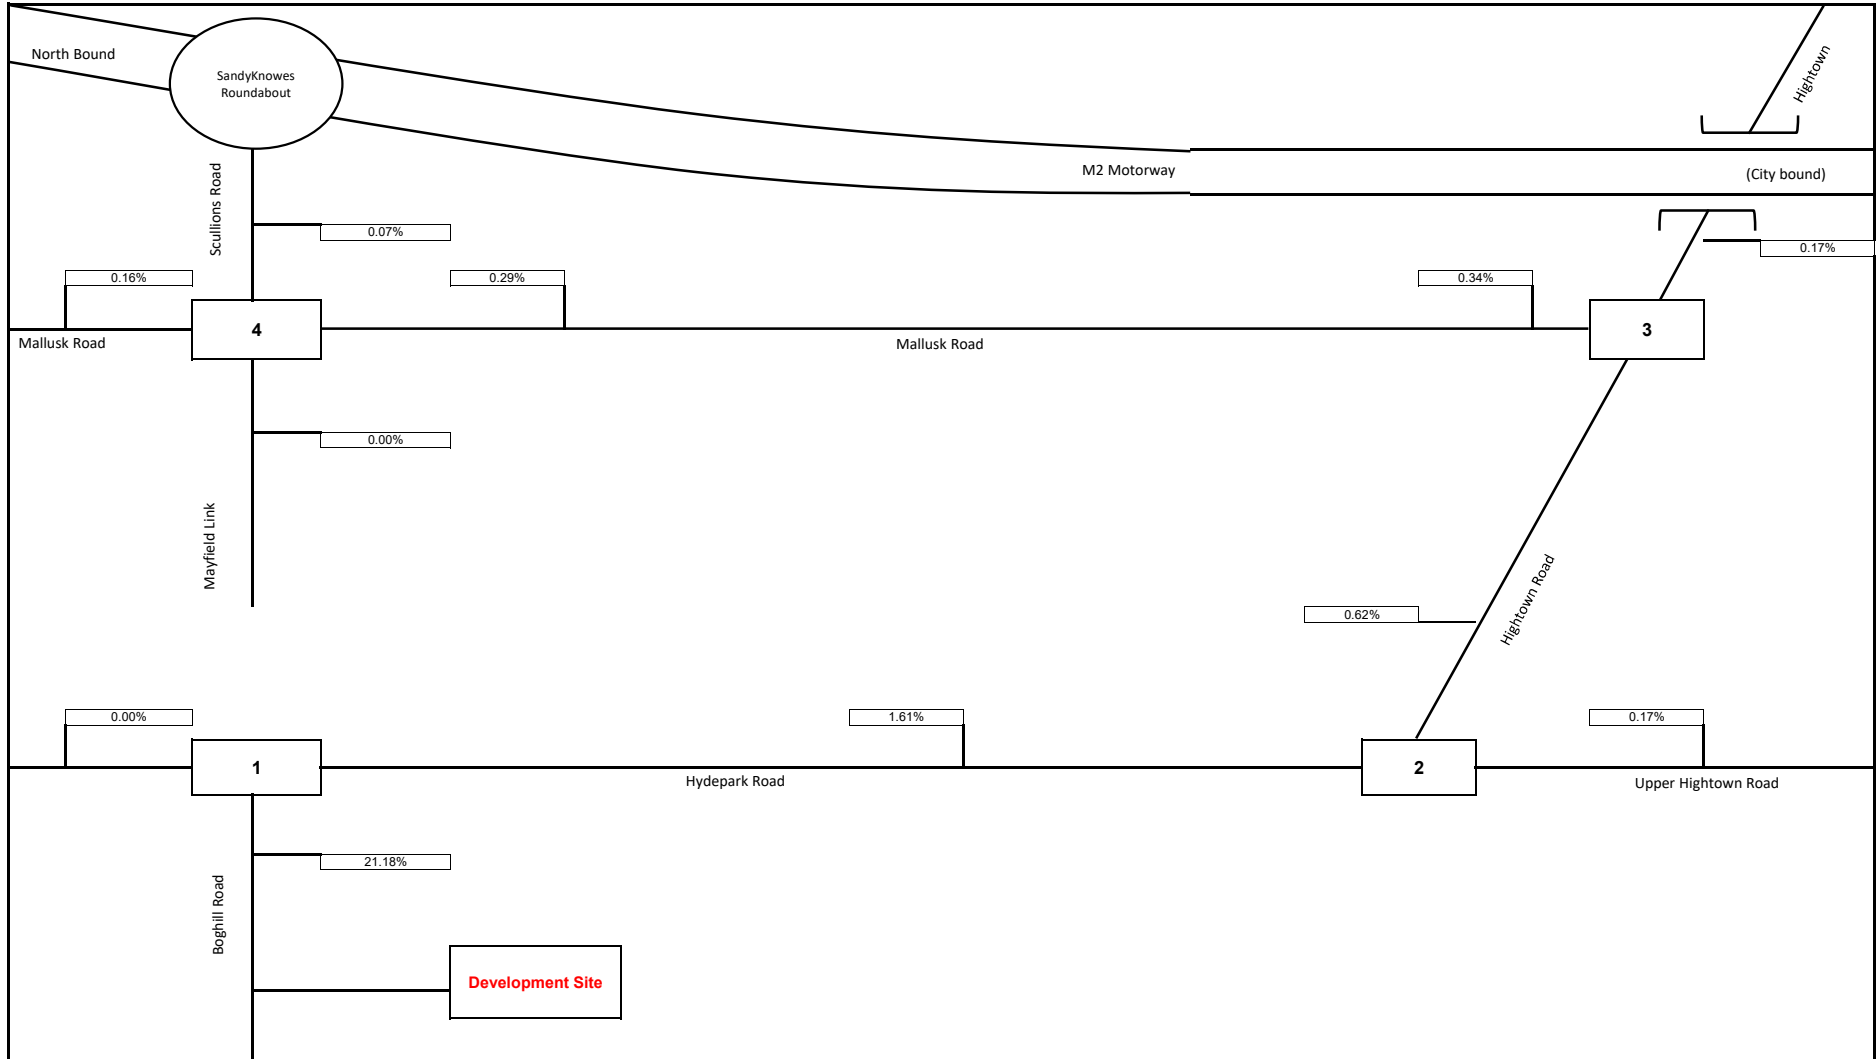 North Bound
SandyKnowes
Roundabout
Hightown
M2 Motorway
(City bound)
Scullions Road
0.07%
0.17%
0.16%
0.29%
0.34%
4
3
Mallusk Road
Mallusk Road
0.00%
Mayfield Link
Hightown Road
0.62%
0.00%
1.61%
0.17%
1
2
Hydepark Road
Upper Hightown Road
21.18%
Boghill Road
Development Site